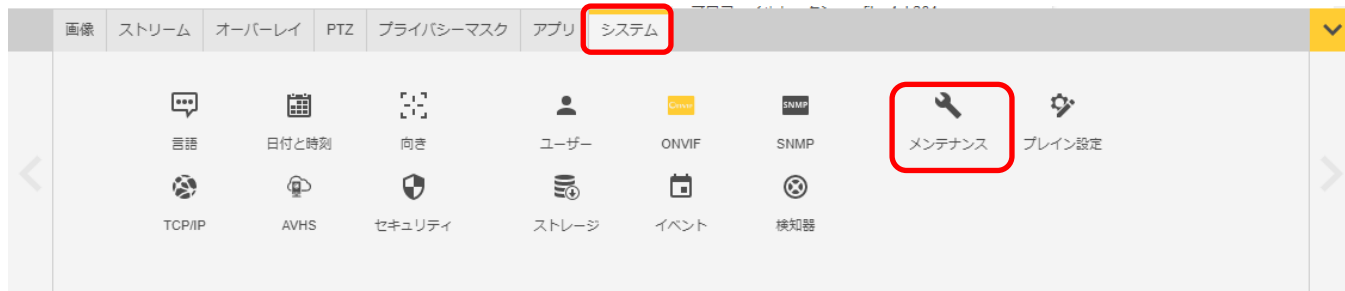 画像 ストリーム オーバーレイ PTZ プライバシーマスク アプリ システム
言語 日付と時刻 向き ユーザー ONVIF SNMP メンテナンス プレイン設定
SNMP
TCP/IP AVHS セキュリティ ストレージ イベント 検知器